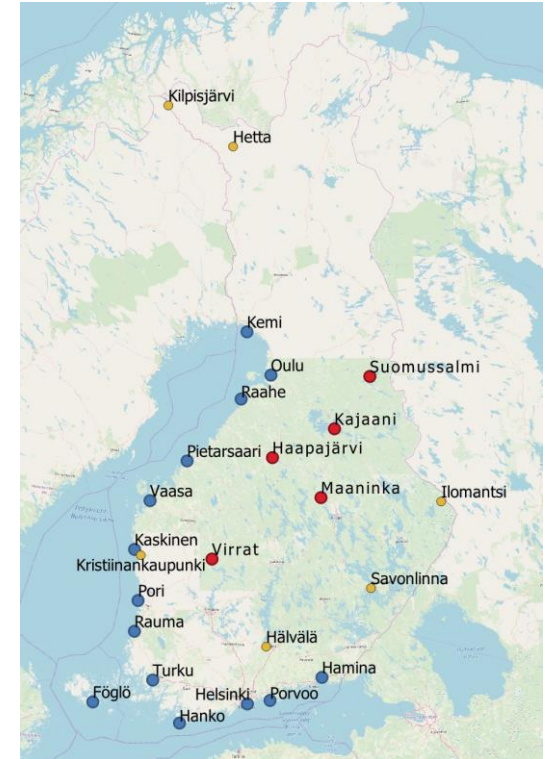 Kilpisjärvi
Hetta
Kemi
Oulu
Suomussalmi
Raahe
Kajaani
Pietarsaari
Haapajärvi
Vaasa
Maaninka
Ilomantsi
Kaskinen
Virrat
Kristiinankaupunki
Savonlinna
Pori
Rauma
Hälvälä
Turku
Hamina
Föglö
Helsinki
Porvoo
Hanko